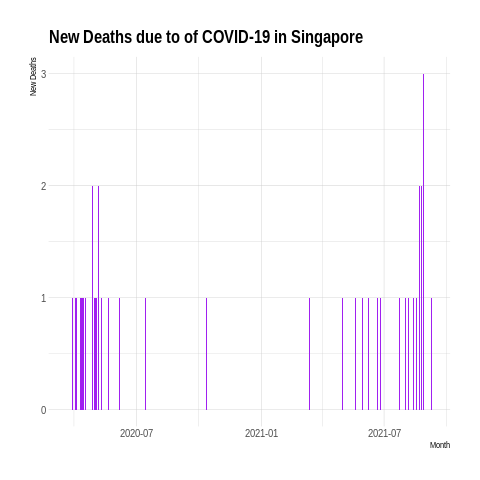 New Deaths due to of COVID-19 in Singapore
New Deaths
3
2
1
0
2020-07
2021-01
2021-07
Month